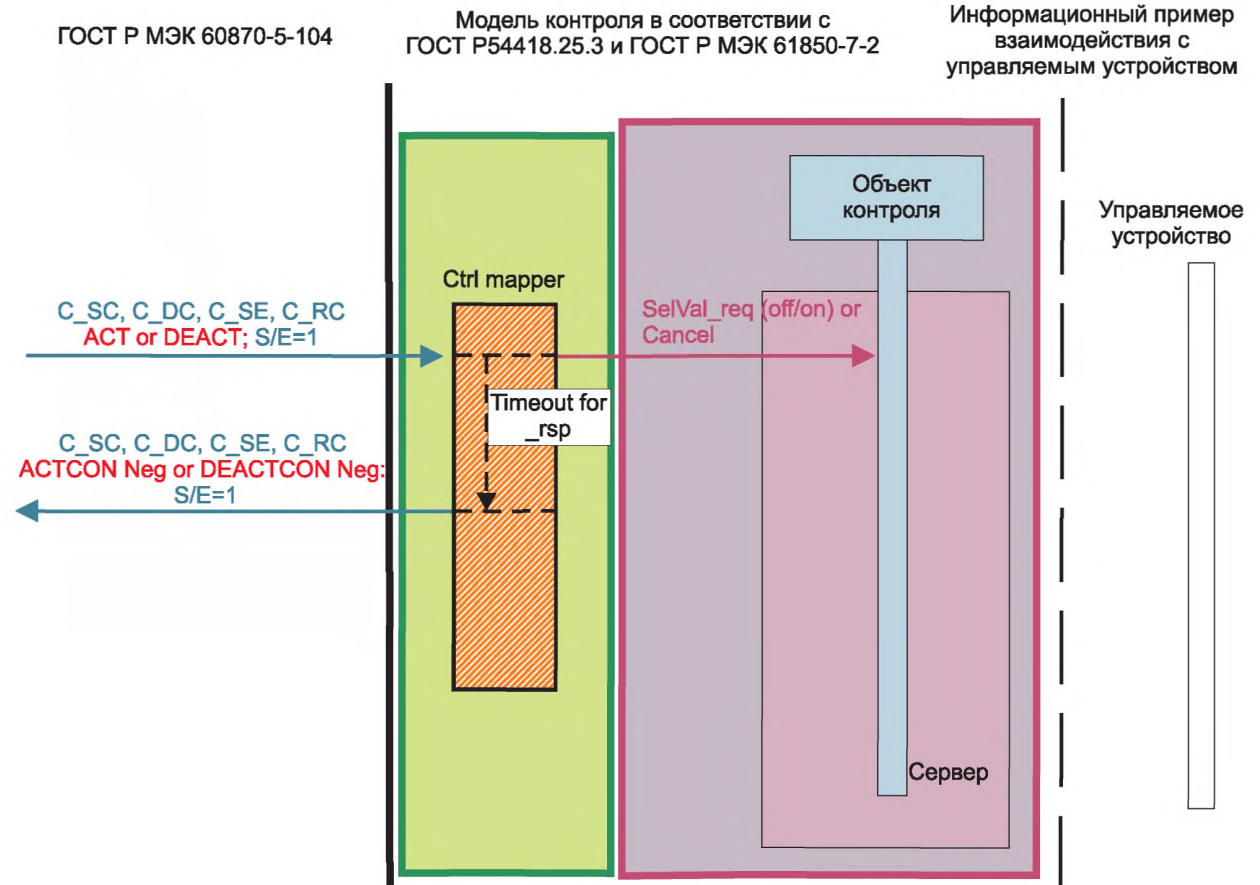 ГОСТ Р МЭК 60870-5-104
Модель контроля в соответствии с
ГОСТ Р54418.25.3 и ГОСТ Р МЭК 61850-7-2
Информационный пример
взаимодействия с
управляемым устройством
Объект
контроля
Управляемое
устройство
Ctrl mapper
C_SC, C_DC, C_SE, C_RC
ACT or DEACT; S/E=1
SelVal_req (off/on) or
Cancel
Timeout for
_rsp
C_SC, C_DC, C_SE, C_RC
ACTCON Neg or DEACTCON Neg:
S/E=1
Сервер